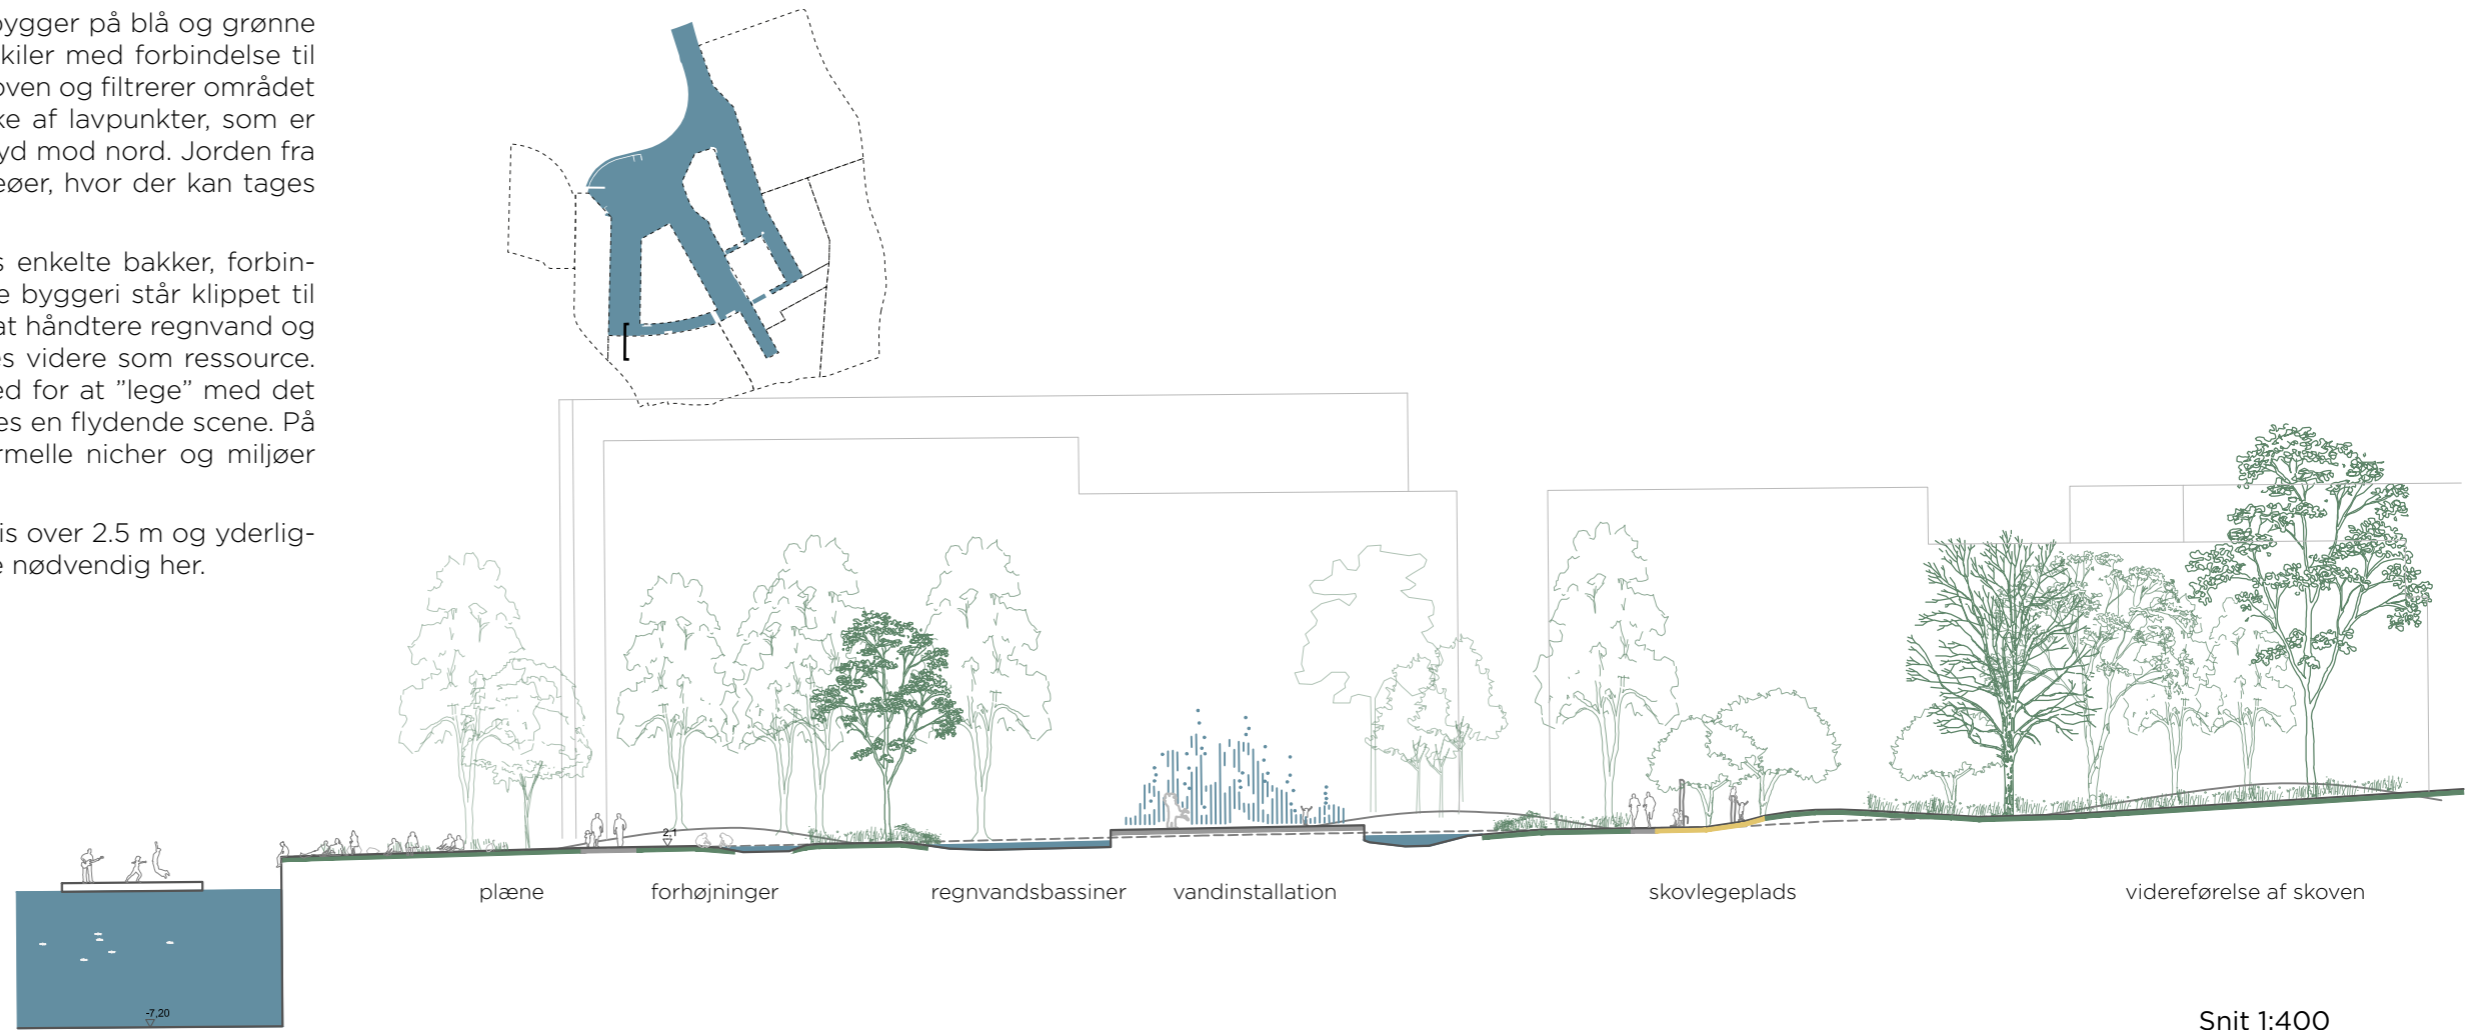 bygger på blå og grønne
kiler med forbindelse til
oven og filtrerer området
ke af lavpunkter, som er
yd mod nord. Jorden fra
eøer, hvor der kan tages
s enkelte bakker, forbin-
e byggeri står klippet til
at håndtere regnvand og
es videre som ressource.
ed for at ”lege” med det
es en flydende scene. På
rmelle nicher og miljøer
is over 2.5 m og yderlig-
e nødvendig her.
2,1
plæne
forhøjninger
regnvandsbassiner
vandinstallation
skovlegeplads
videreførelse af skoven
-7,20
Snit 1:400